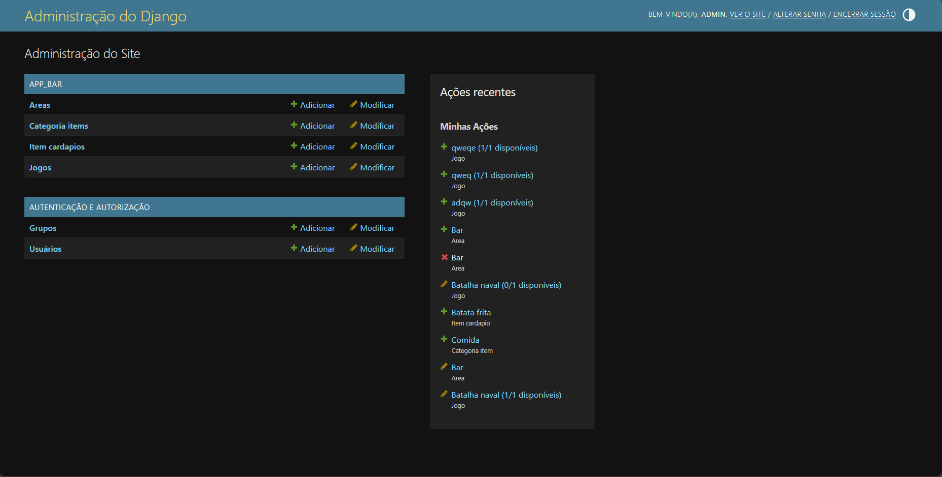 Administração do Django
BEM-VINDO(A), ADMIN. VER O SITE / ALTERAR SENHA / ENCERRAR SESSÃO
Administração do Site
APP_BAR
Areas Adicionar Modificar
Categoria items Adicionar Modificar
Item cardapios Adicionar Modificar
Jogos Adicionar Modificar
AUTENTICAÇÃO E AUTORIZAÇÃO
Grupos Adicionar Modificar
Usuários Adicionar Modificar
Ações recentes
Minhas Ações
qweqe (1/1 disponíveis)
Jogo
qweq (1/1 disponíveis)
Jogo
adqw (1/1 disponíveis)
Jogo
Bar
Area
Bar
Area
Batalha naval (0/1 disponíveis)
Jogo
Batata frita
Item cardapio
Comida
Categoria item
Bar
Area
Batalha naval (1/1 disponíveis)
Jogo